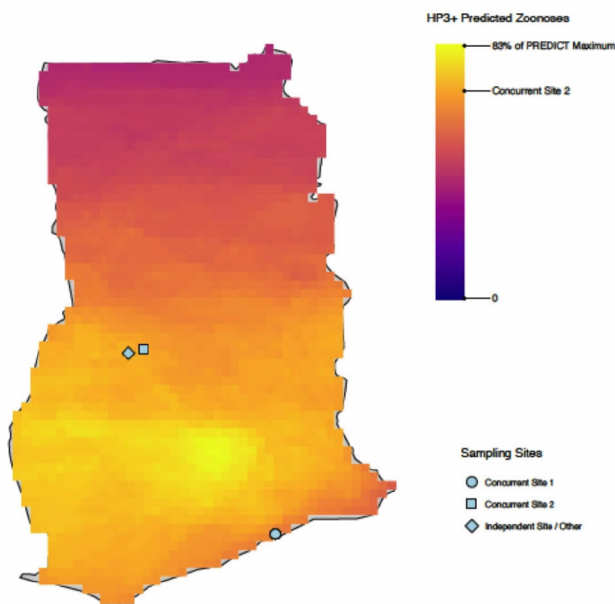 HP3+ Predicted Zoonoses
83% of PREDICT Maximum
Concurrent Site 2
0
Sampling Sites
Concurrent Site 1
Concurrent Site 2
Independent Site / Other